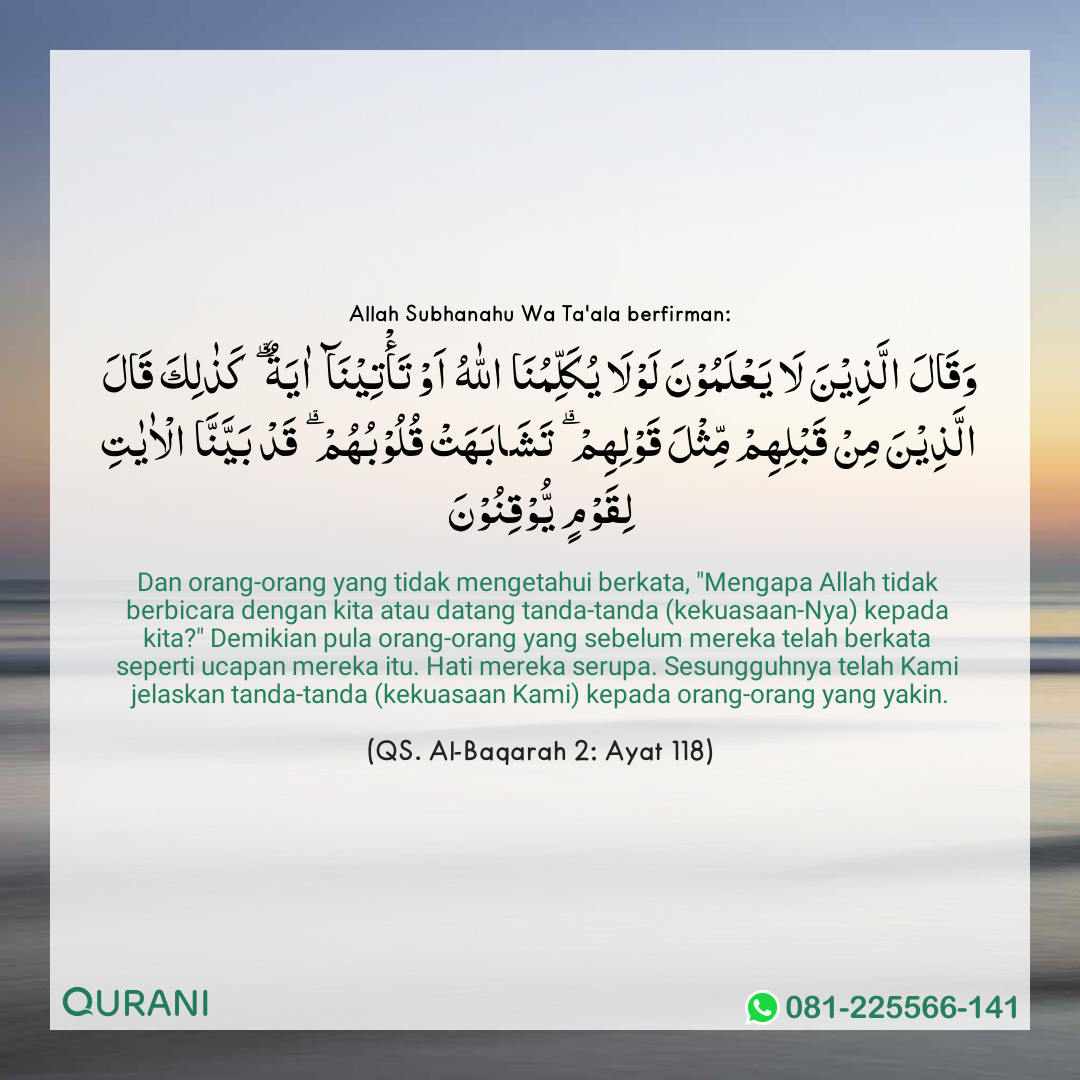 Allah Subhanahu Wa Ta'ala berfirman:
وَقَالَ الَّذِيْنَ لَا يَعْلَمُوْنَ لَوْلَا يُكَلِّمُنَا اللّٰهُ اَوْ تَأْتِيْنَآ اٰيَةٌ ۗ كَذٰلِكَ قَالَ
الَّذِيْنَ مِنْ قَبْلِهِمْ مِّثْلَ قَوْلِهِمْ ۗ تَشَابَهَتْ قُلُوْبُهُمْ ۗ قَدْ بَيَّنَّا الْاٰيٰتِ
لِقَوْمٍ يُّوْقِنُوْنَ
Dan orang-orang yang tidak mengetahui berkata, "Mengapa Allah tidak
berbicara dengan kita atau datang tanda-tanda (kekuasaan-Nya) kepada
kita?" Demikian pula orang-orang yang sebelum mereka telah berkata
seperti ucapan mereka itu. Hati mereka serupa. Sesungguhnya telah Kami
jelaskan tanda-tanda (kekuasaan Kami) kepada orang-orang yang yakin.
(QS. Al-Baqarah 2: Ayat 118)
QURANI
081-225566-141